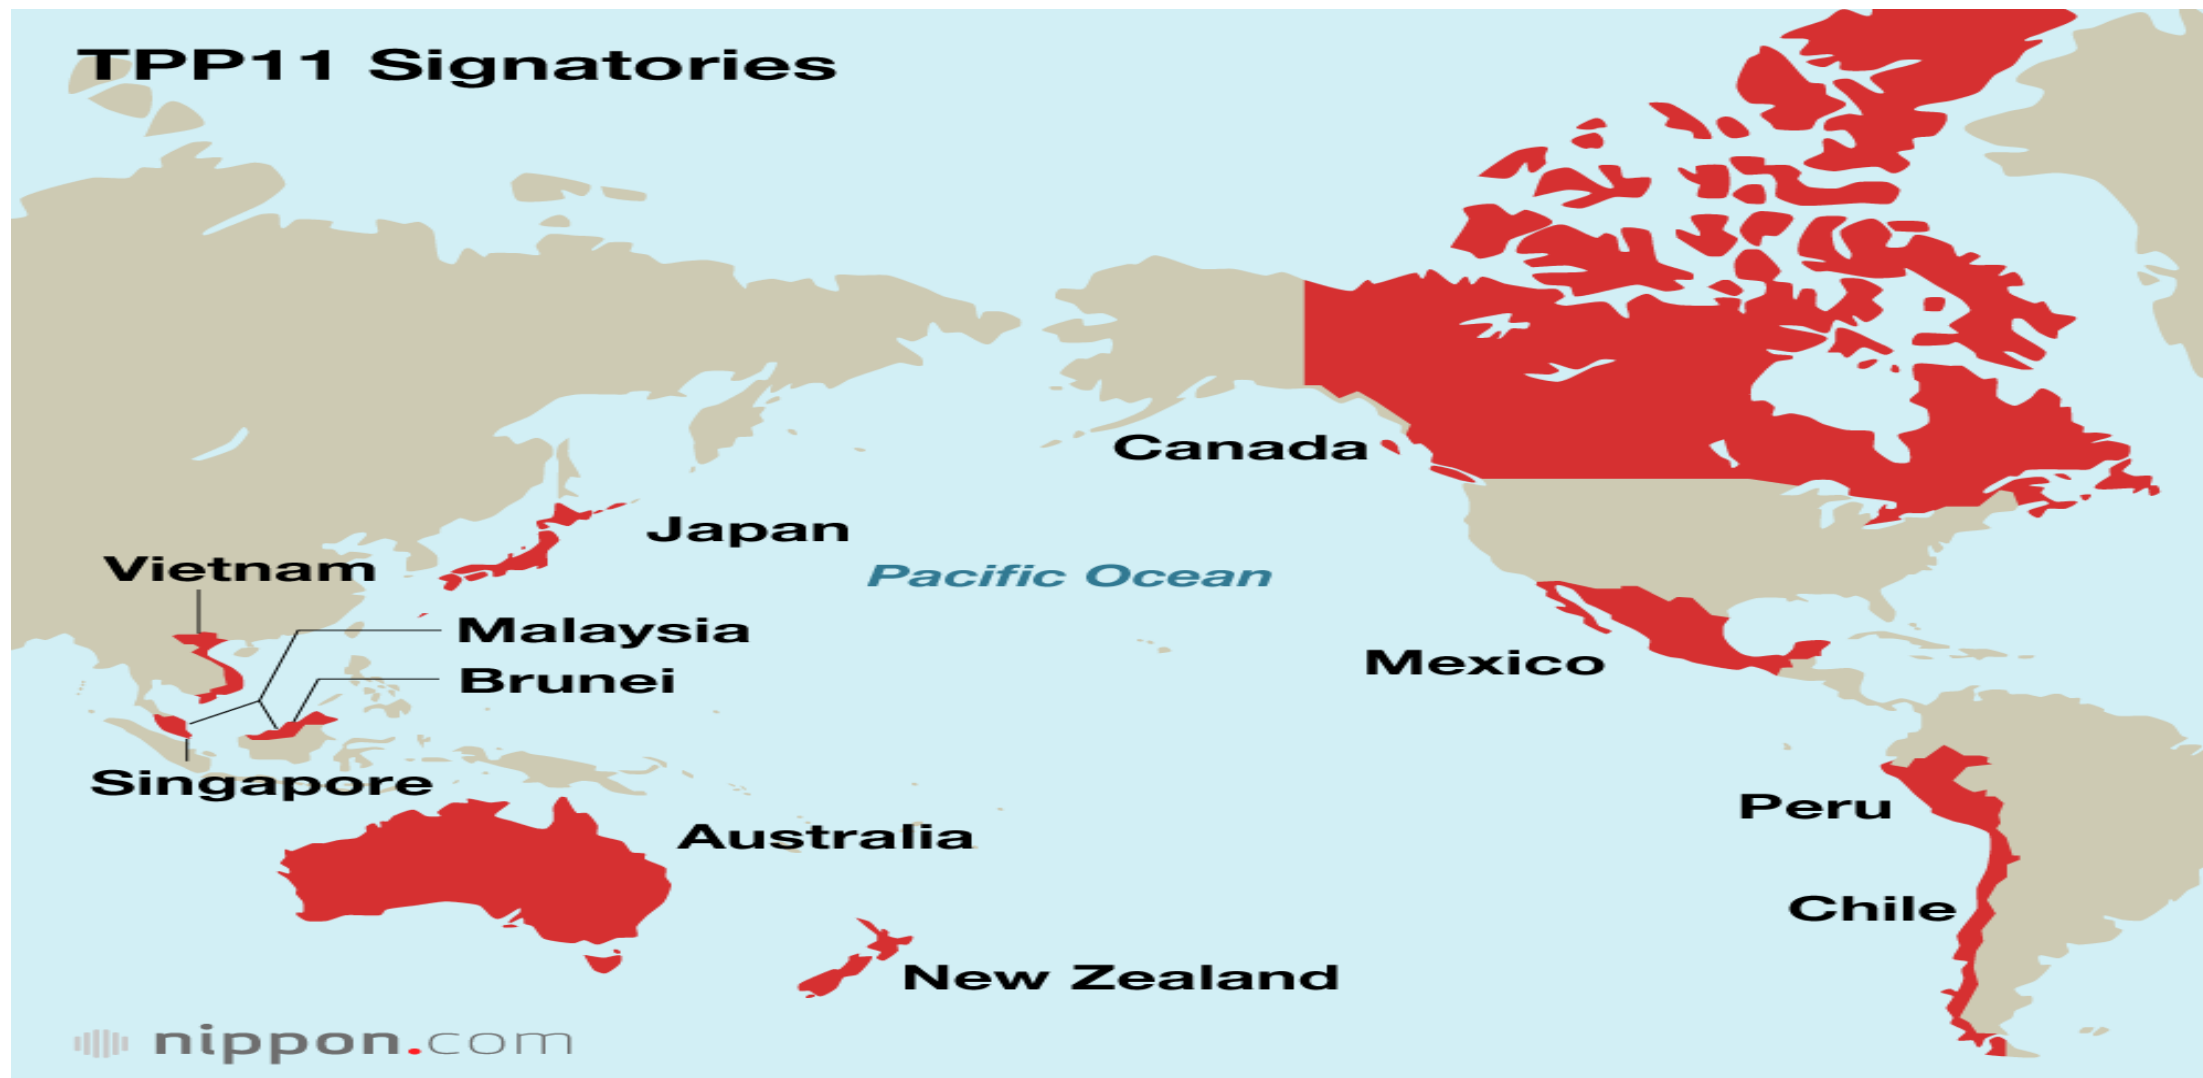 TPP11 Signatories
Canada
Japan
Vietnam
Pacific Ocean
Malaysia
Mexico
Brunei
Singapore
Peru
Australia
Chile
New Zealand
nippon.com